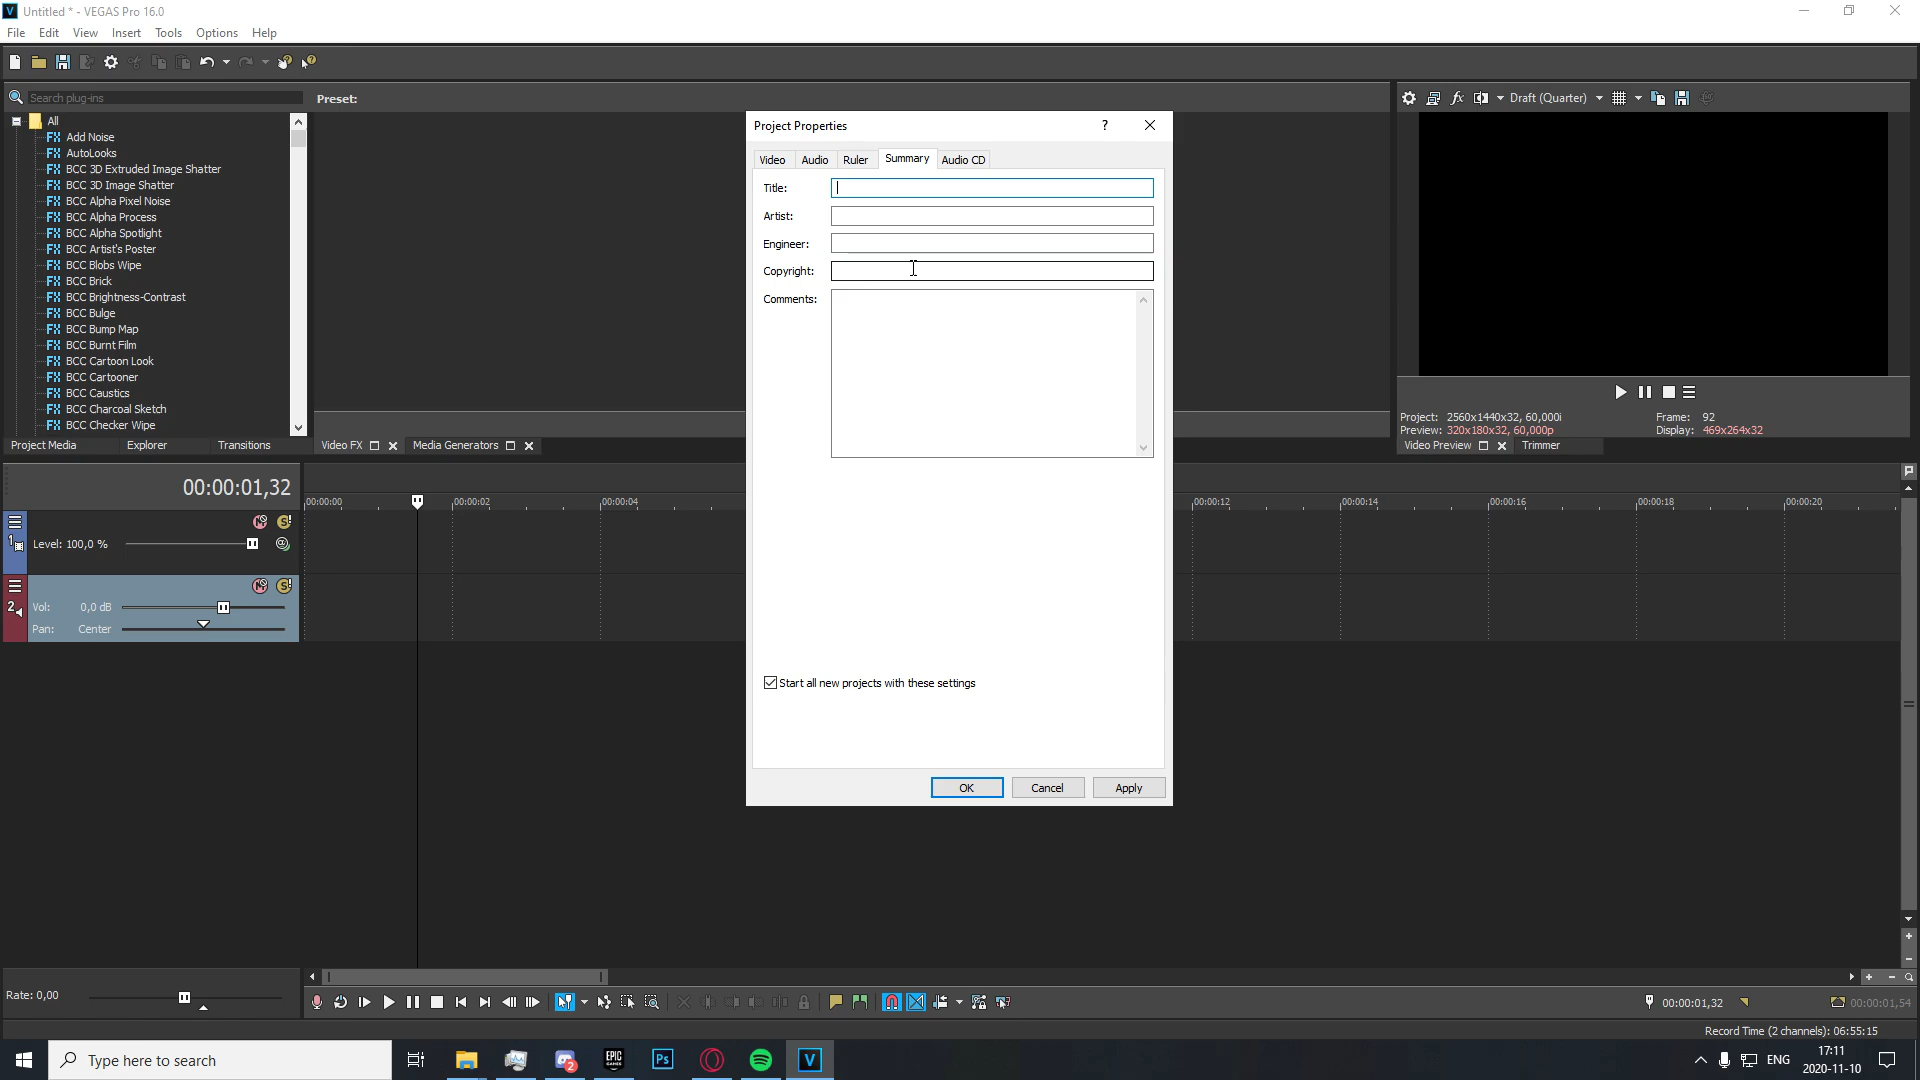 Untitled * - VEGAS Pro 16.0
File Edit View Insert Tools Options Help
Search plug-ins
Preset:
Draft (Quarter)
All
Add Noise
AutoLooks
BCC 3D Extruded Image Shatter
BCC 3D Image Shatter
BCC Alpha Pixel Noise
BCC Alpha Process
BCC Alpha Spotlight
BCC Artist's Poster
BCC Blobs Wipe
BCC Brick
BCC Brightness-Contrast
BCC Bulge
BCC Bump Map
BCC Burnt Film
BCC Cartoon Look
BCC Cartooner
BCC Caustics
BCC Charcoal Sketch
BCC Checker Wipe
Project Media Explorer Transitions Video FX Media Generators
Project Properties
Video Audio Ruler Summary Audio CD
Title:
Artist:
Engineer:
Copyright:
Comments:
Start all new projects with these settings
OK Cancel Apply
Project: 2560x1440x32, 60,000i Frame: 92
Preview: 320x180x32, 60,000p Display: 469x264x32
Video Preview Trimmer
00:00:01,32
00:00:00 00:00:02 00:00:04 00:00:12 00:00:14 00:00:16 00:00:18 00:00:20
1
Level: 100,0 %
2
Vol: 0,0 dB
Pan: Center
Rate: 0,00
00:00:01,32 00:00:01,54
Record Time (2 channels): 06:55:15
Type here to search
2
EPIC GAMES
Ps
V
ENG
17:11
2020-11-10